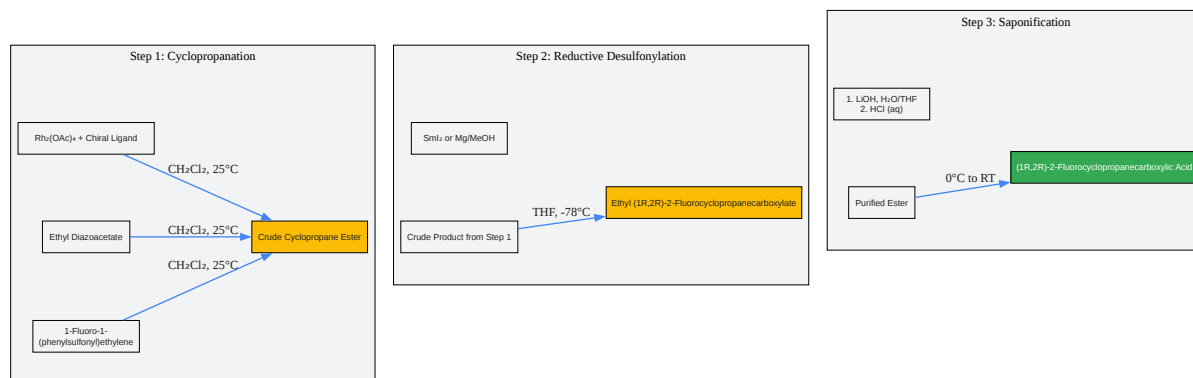 Step 1: Cyclopropanation
Rh₂(OAc)₄ + Chiral Ligand
CH₂Cl₂, 25°C
Ethyl Diazoacetate
CH₂Cl₂, 25°C
Crude Cyclopropane Ester
CH₂Cl₂, 25°C
1-Fluoro-1-
(phenylsulfonyl)ethylene
Step 2: Reductive Desulfonylation
SmI₂ or Mg/MeOH
Crude Product from Step 1
THF, -78°C
Ethyl (1R,2R)-2-Fluorocyclopropanecarboxylate
Step 3: Saponification
1. LiOH, H₂O/THF
2. HCl (aq)
Purified Ester
0°C to RT
(1R,2R)-2-Fluorocyclopropanecarboxylic Acid